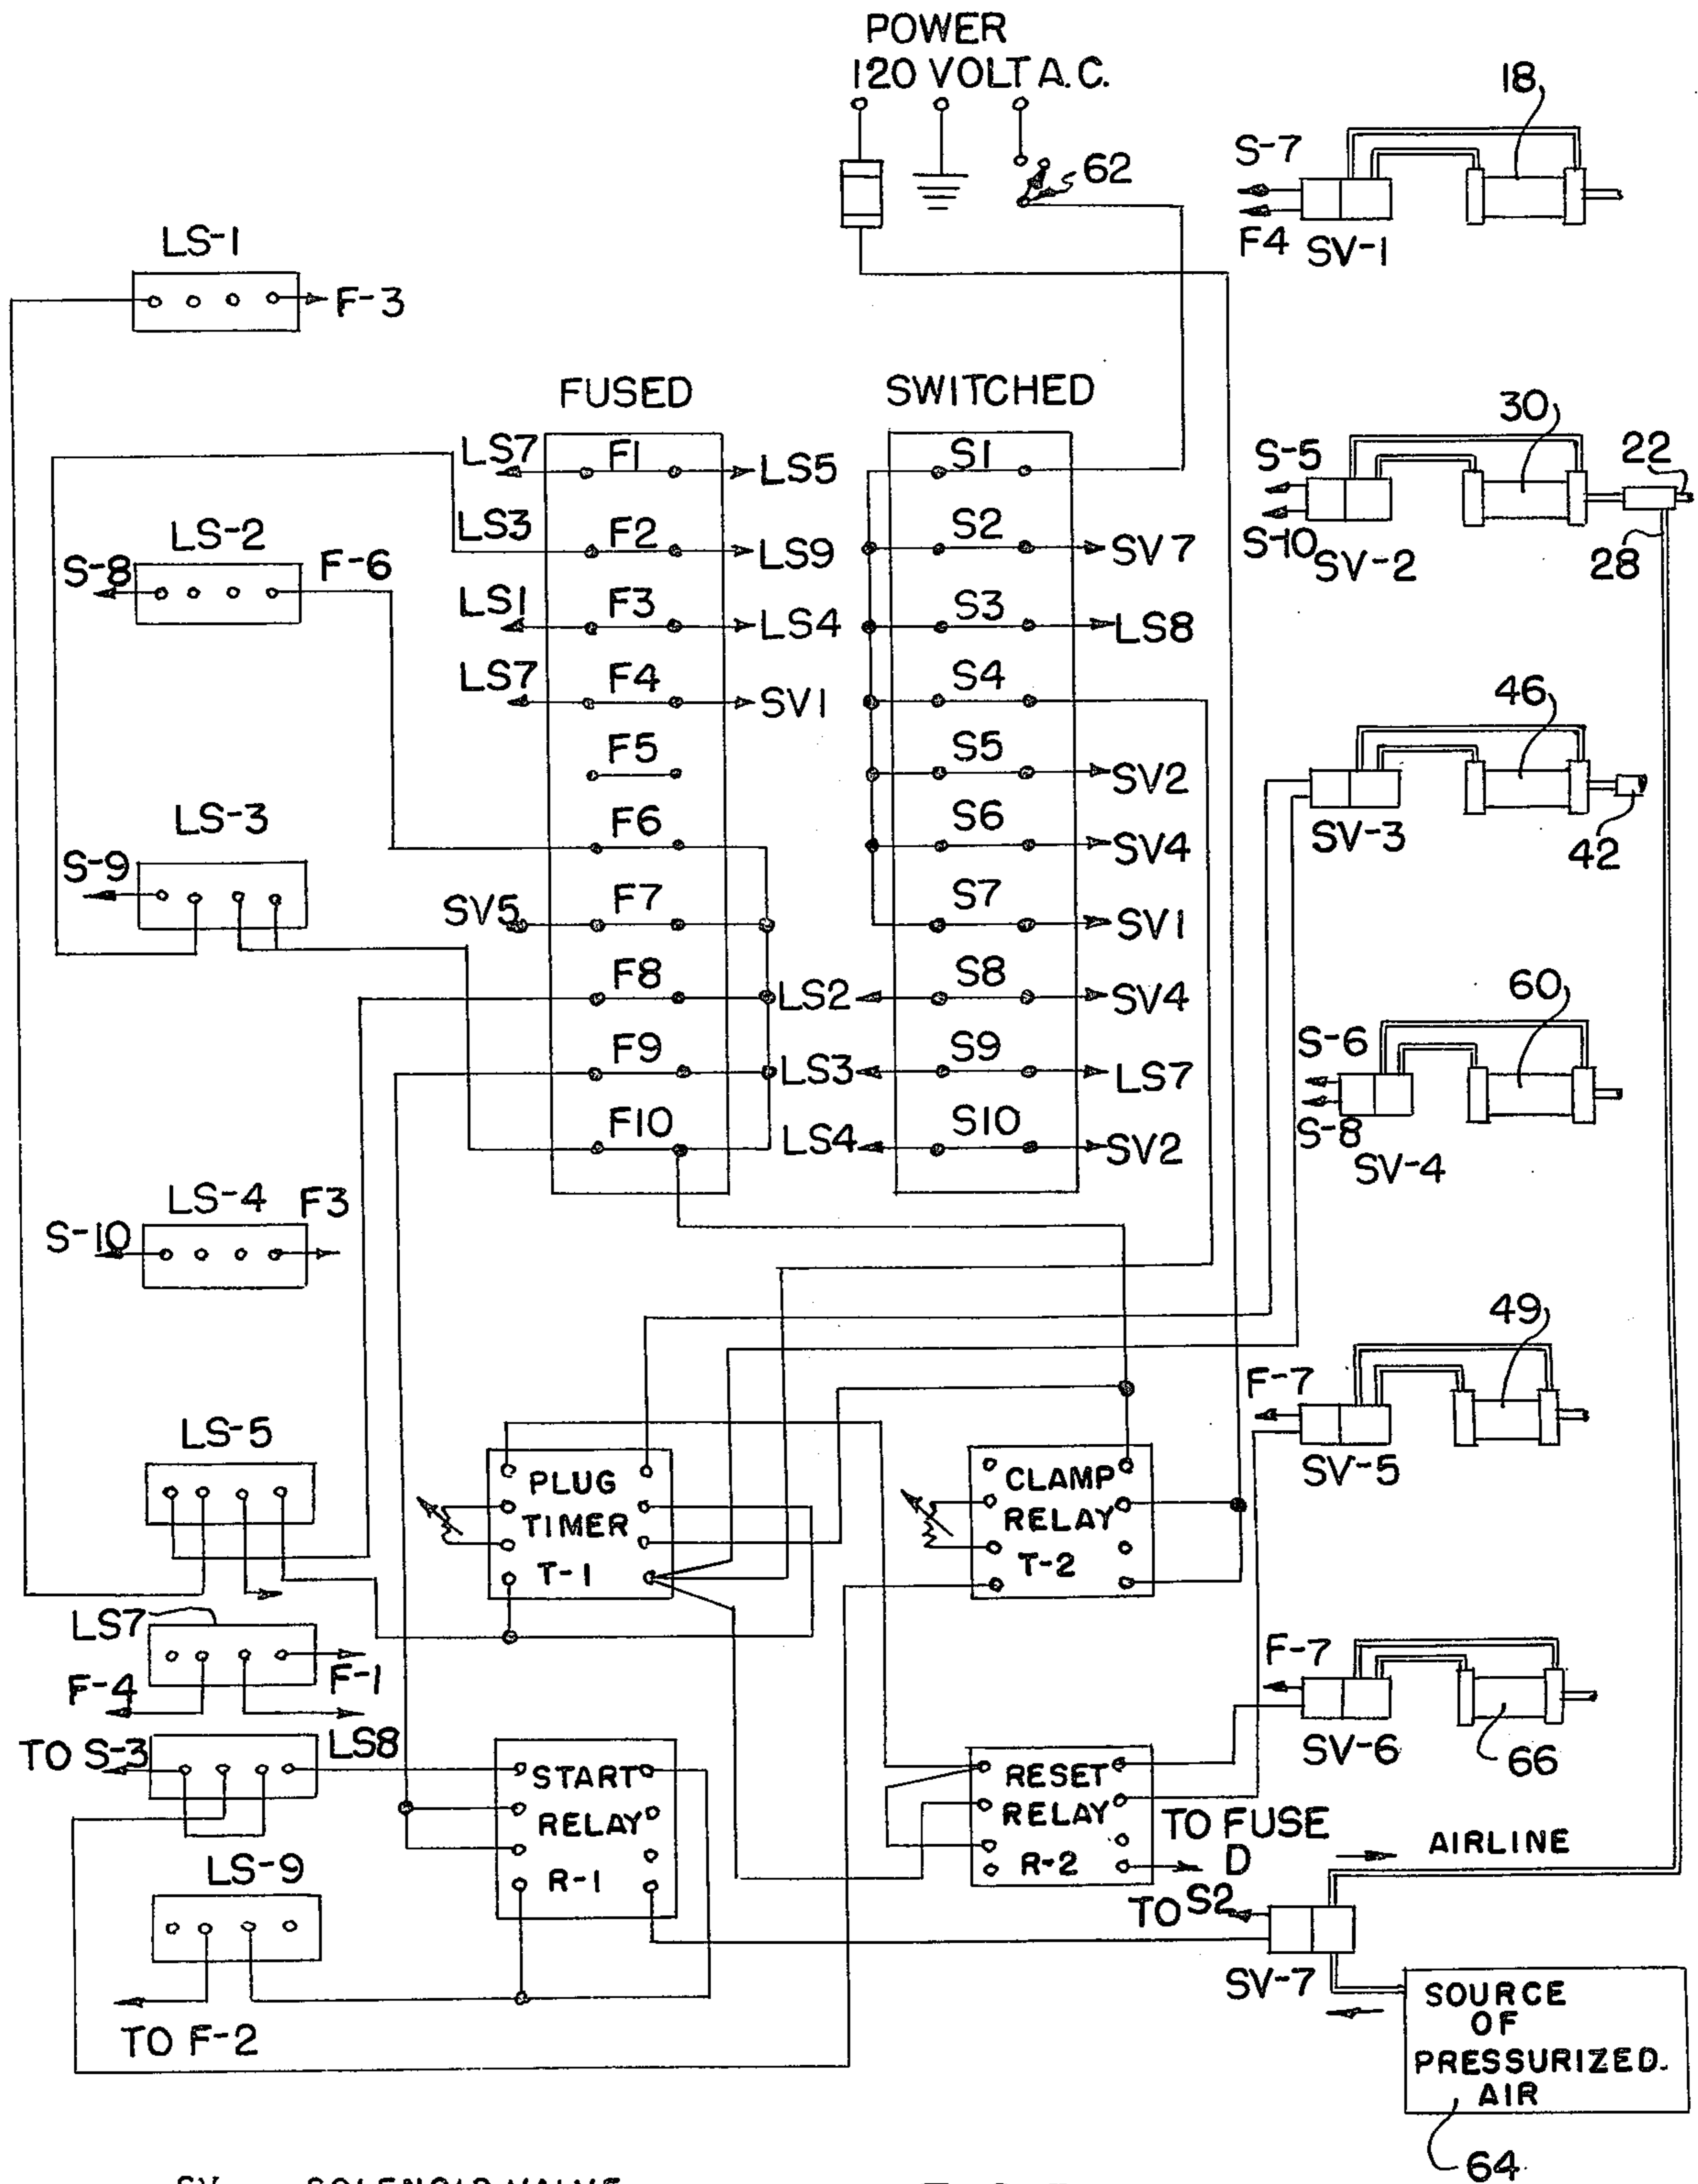 POWER
120 VOLT A.C.
62
18
S-7
F4 SV-1
LS-1
F-3
FUSED
SWITCHED
LS7 F1 LS5
LS3 F2 LS9
LS1 F3 LS4
LS7 F4 SV1
F5
F6
SV5 F7
F8
F9
F10
S1
S2 SV7
S3 LS8
S4
S5 SV2
S6 SV4
S7 SV1
LS2 S8 SV4
LS3 S9 LS7
LS4 S10 SV2
LS-2
S-8 F-6
LS-3
S-9
LS-4 F3
S-10
LS-5
LS7
F-4 F-1
TO S-3 LS8
LS-9
TO F-2
30
22
S-5
S-10 SV-2
28
46
SV-3
42
60
S-6
S-8
SV-4
49
F-7
SV-5
F-7
SV-6
66
PLUG
TIMER
T-1
CLAMP
RELAY
T-2
START
RELAY
R-1
RESET
RELAY
R-2
TO FUSE
D
AIRLINE
TO S2
SV-7
SOURCE
OF
PRESSURIZED.
AIR
64